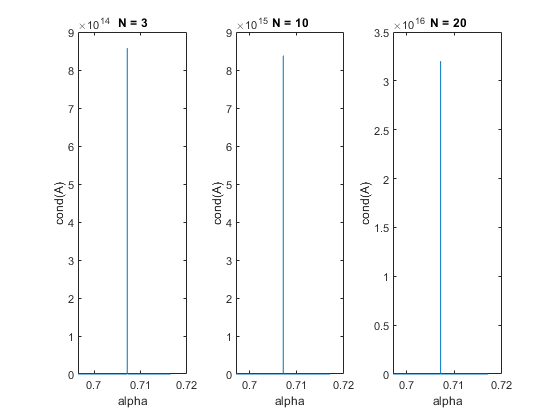 ×10^14 N = 3
9
8
7
6
5
4
3
2
1
0
0.7 0.71 0.72
alpha
cond(A)
×10^15 N = 10
9
8
7
6
5
4
3
2
1
0
0.7 0.71 0.72
alpha
cond(A)
×10^16 N = 20
3.5
3
2.5
2
1.5
1
0.5
0
0.7 0.71 0.72
alpha
cond(A)